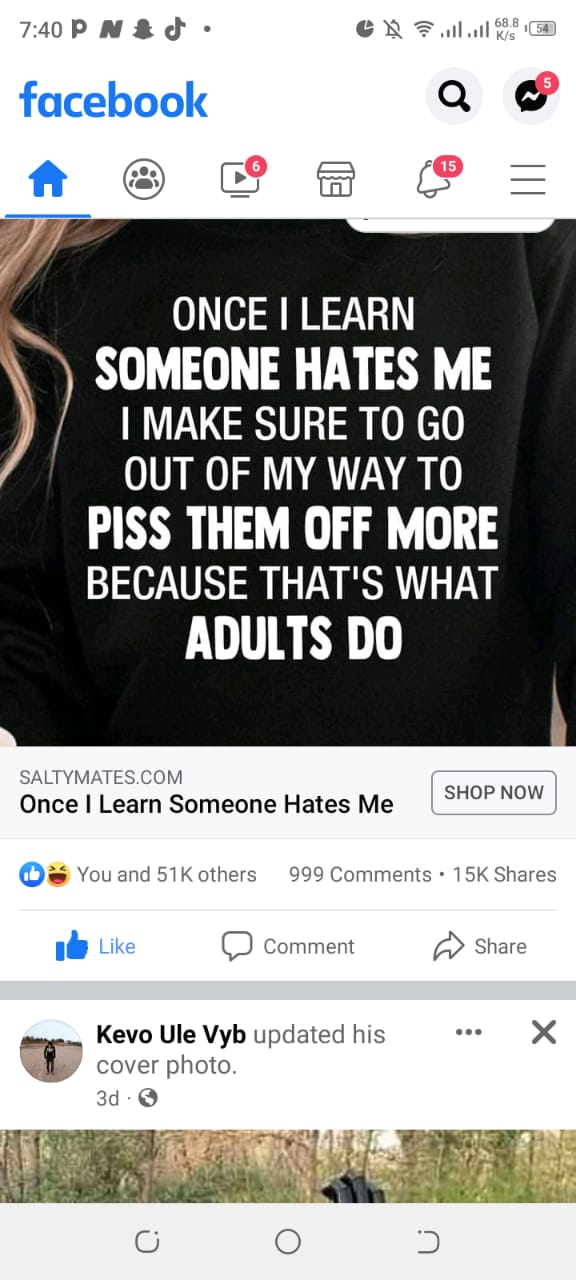 7:40
68.8
K/s
54
facebook
5
6
15
ONCE I LEARN
SOMEONE HATES ME
I MAKE SURE TO GO
OUT OF MY WAY TO
PISS THEM OFF MORE
BECAUSE THAT'S WHAT
ADULTS DO
SALTYMATES.COM
Once I Learn Someone Hates Me
SHOP NOW
You and 51K others
999 Comments • 15K Shares
Like
Comment
Share
Kevo Ule Vyb updated his
cover photo.
3d ·